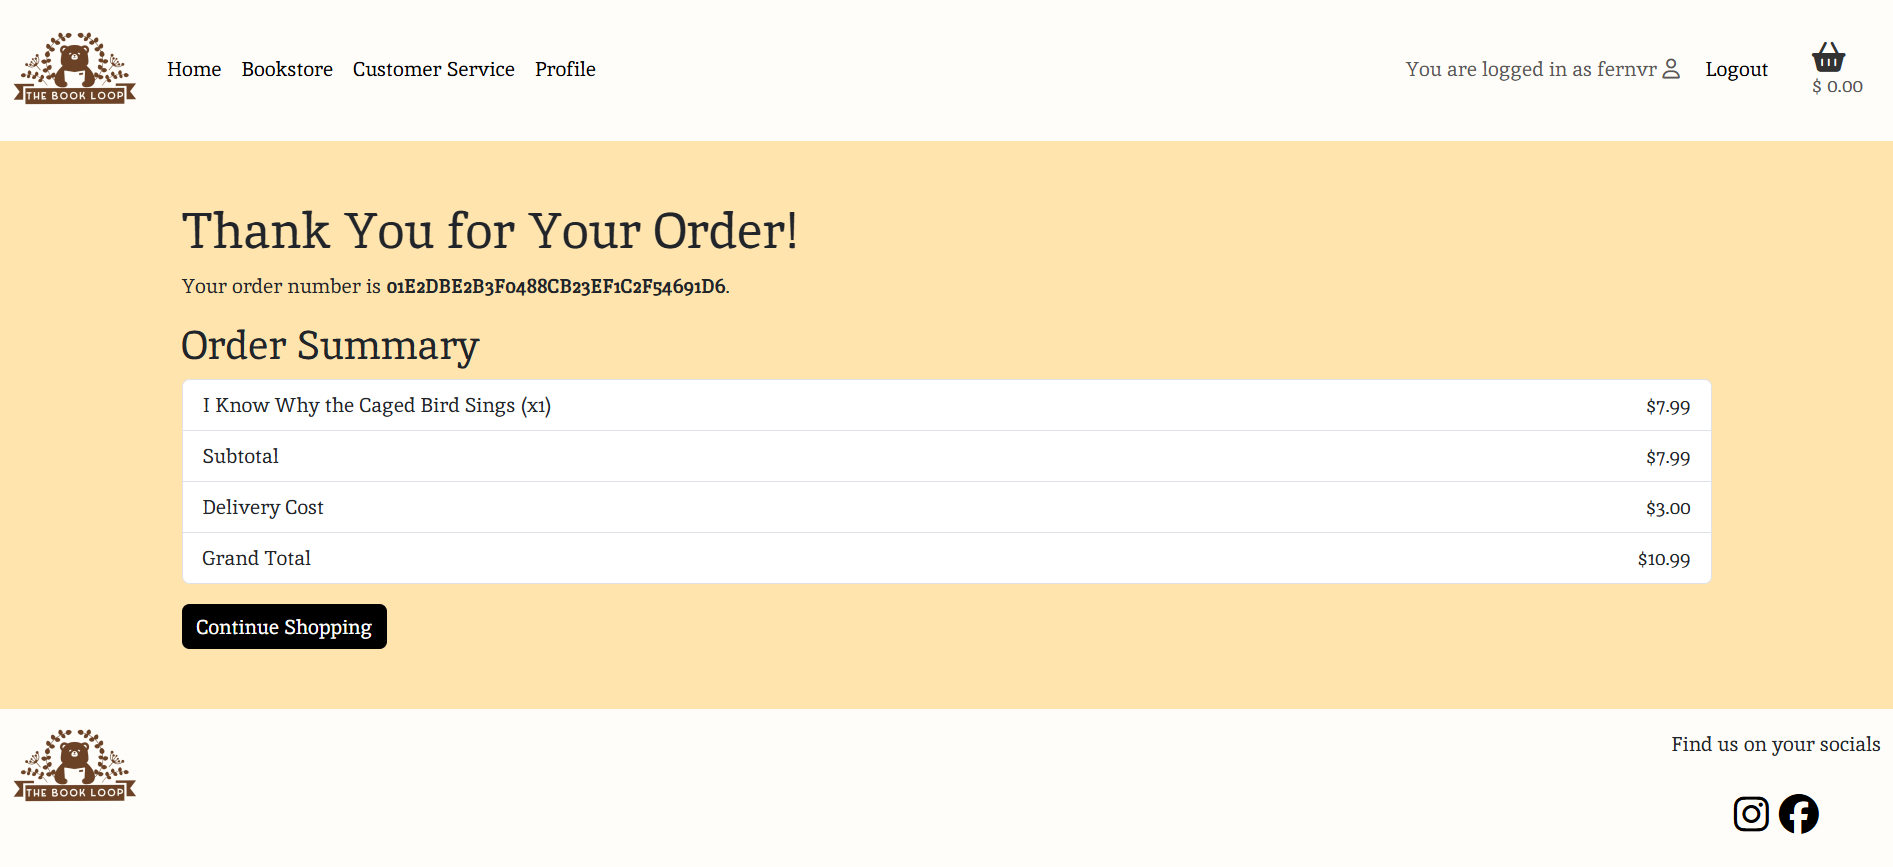 THE BOOK LOOP
Home Bookstore Customer Service Profile
You are logged in as fernvr Logout
$ 0.00
Thank You for Your Order!
Your order number is 01E2DBE2B3F0488CB23EF1C2F54691D6.
Order Summary
I Know Why the Caged Bird Sings (x1) $7.99
Subtotal $7.99
Delivery Cost $3.00
Grand Total $10.99
Continue Shopping
THE BOOK LOOP
Find us on your socials